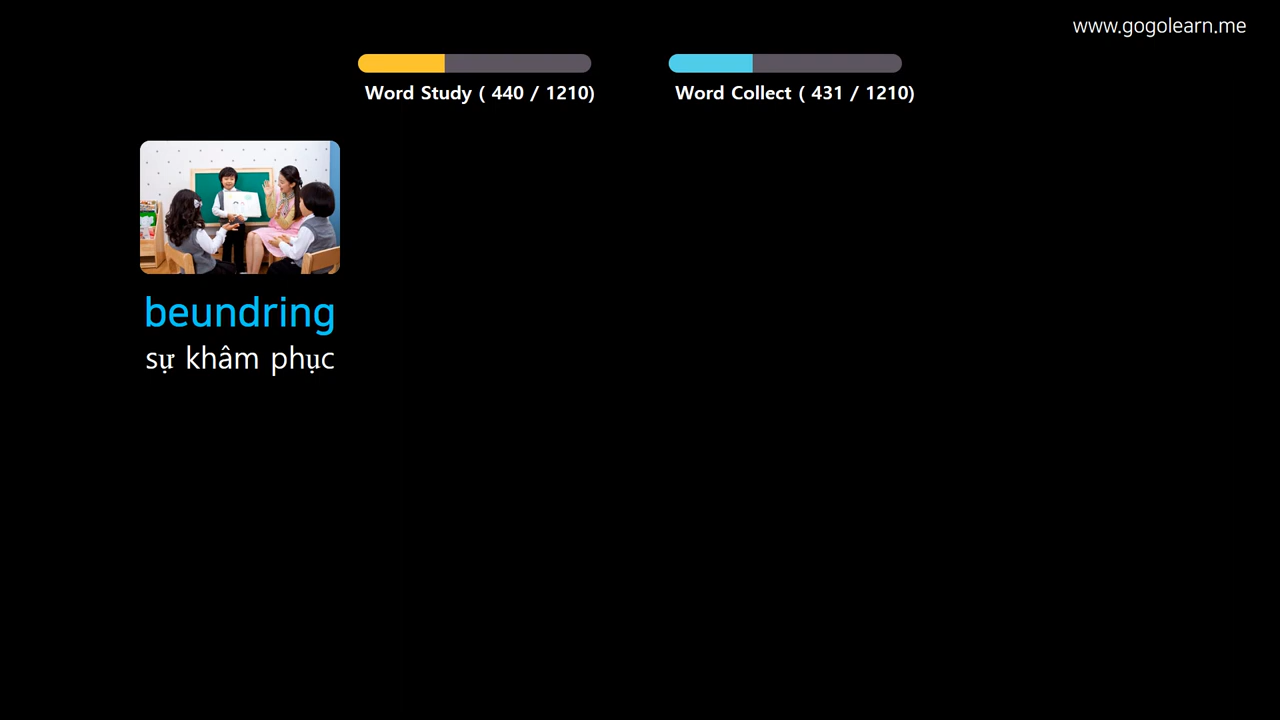 www.gogolearn.me
Word Study ( 440 / 1210)
Word Collect ( 431 / 1210)
beundring
sự khâm phục